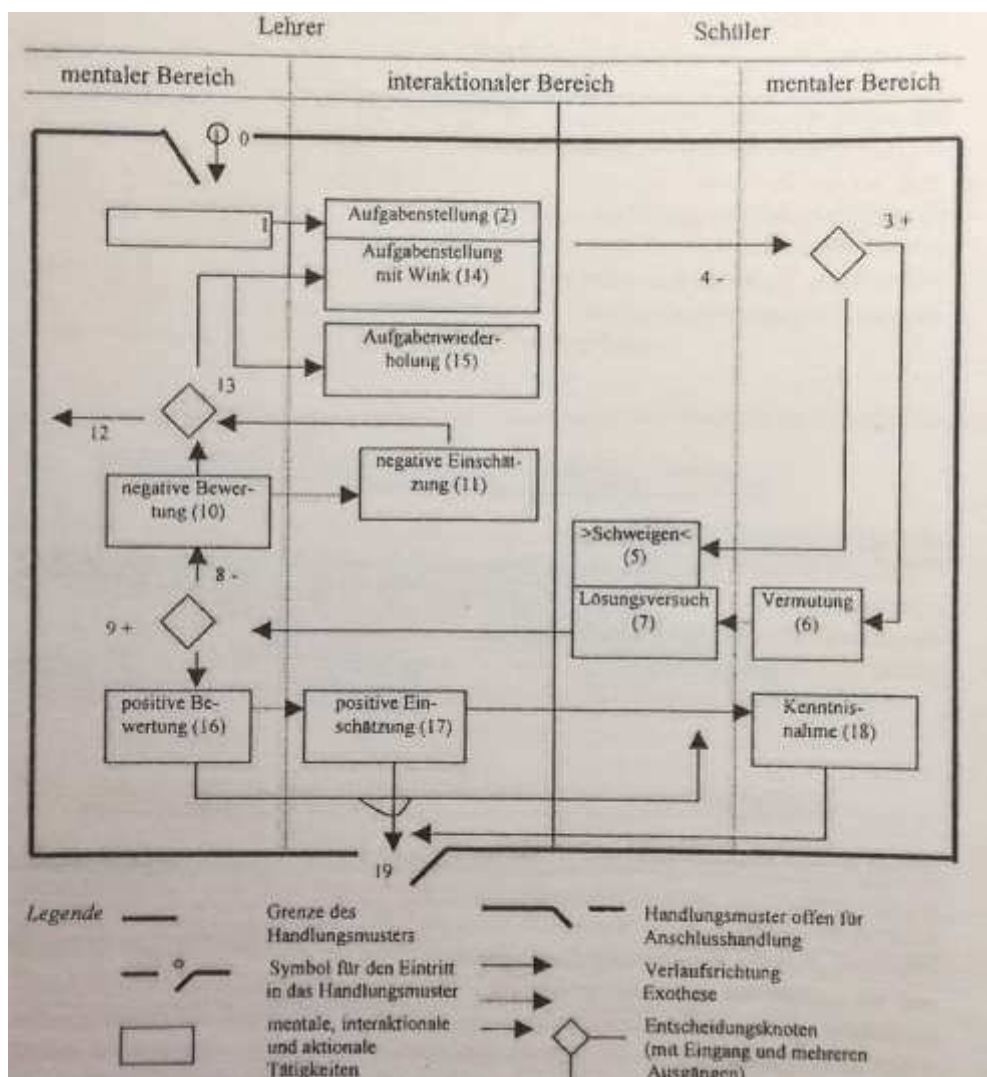 Lehrer
Schüler
mentaler Bereich
interaktionaler Bereich
mentaler Bereich
0
1
Aufgabenstellung (2)
3 +
Aufgabenstellung
mit Wink (14)
4 -
Aufgabenwieder-
holung (15)
13
12
negative Einschät-
zung (11)
negative Bewer-
tung (10)
>Schweigen<
(5)
8 -
Lösungsversuch
(7)
Vermutung
(6)
9 +
positive Be-
wertung (16)
positive Ein-
schätzung (17)
Kenntnis-
nahme (18)
19
Legende
Grenze des
Handlungsmusters
Handlungsmuster offen für
Anschlusshandlung
Symbol für den Eintritt
in das Handlungsmuster
Verlaufsrichtung
Exothese
mentale, interaktionale
und aktionale
Tätigkeiten
Entscheidungsknoten
(mit Eingang und mehreren
Ausgängen)